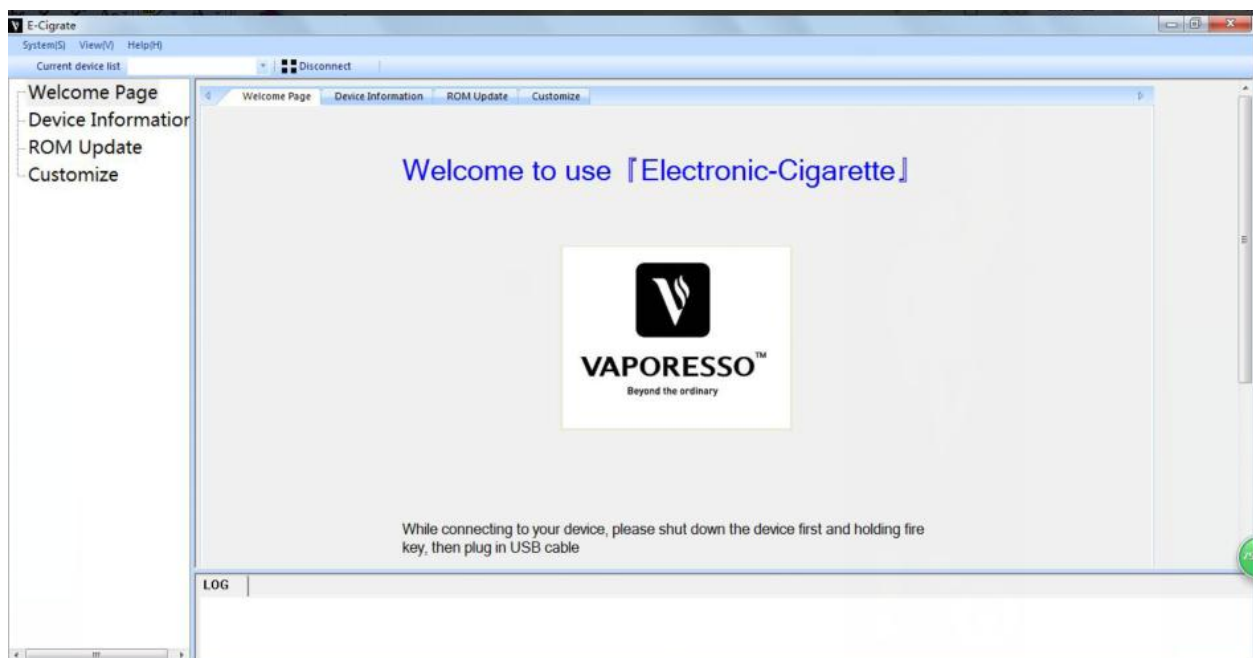 E-Cigrate
System(S) View(V) Help(H)
Current device list Disconnect
Welcome Page
Device Information
ROM Update
Customize
Welcome Page Device Information ROM Update Customize
Welcome to use『Electronic-Cigarette』
V
VAPORESSO™
Beyond the ordinary
While connecting to your device, please shut down the device first and holding fire
key, then plug in USB cable
LOG